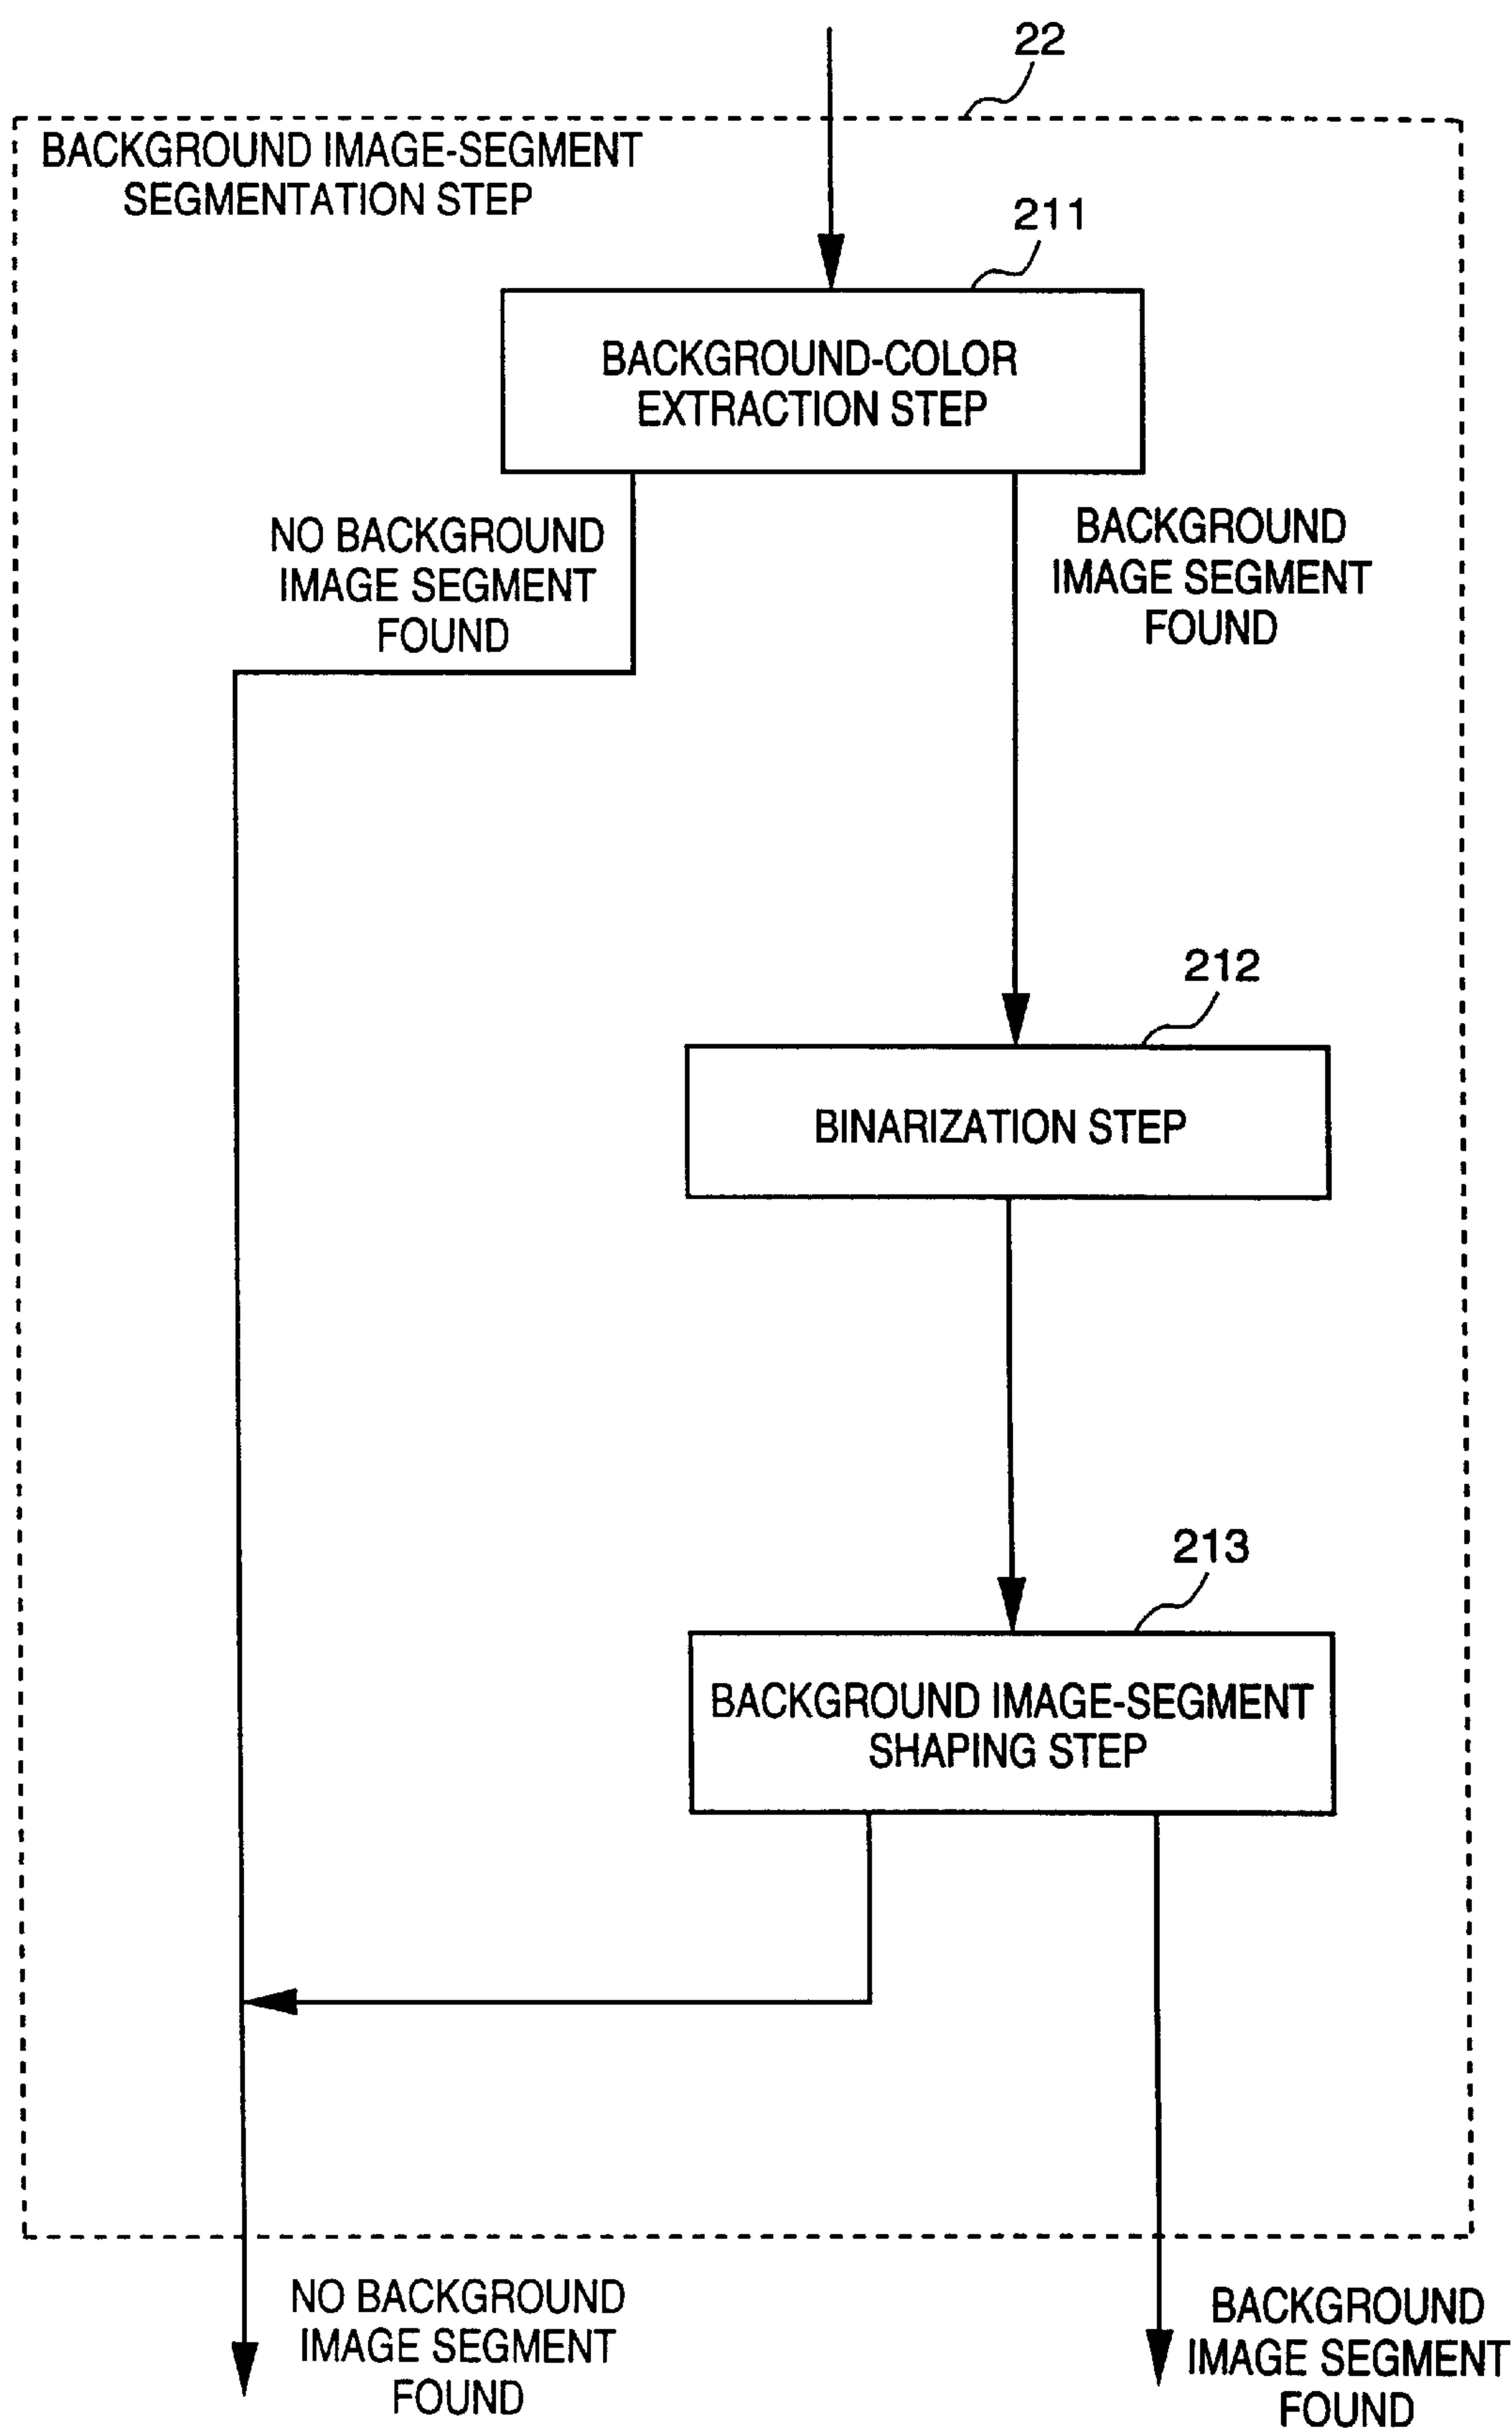 22
BACKGROUND IMAGE-SEGMENT
SEGMENTATION STEP
211
BACKGROUND-COLOR
EXTRACTION STEP
NO BACKGROUND
IMAGE SEGMENT
FOUND
BACKGROUND
IMAGE SEGMENT
FOUND
212
BINARIZATION STEP
213
BACKGROUND IMAGE-SEGMENT
SHAPING STEP
NO BACKGROUND
IMAGE SEGMENT
FOUND
BACKGROUND
IMAGE SEGMENT
FOUND